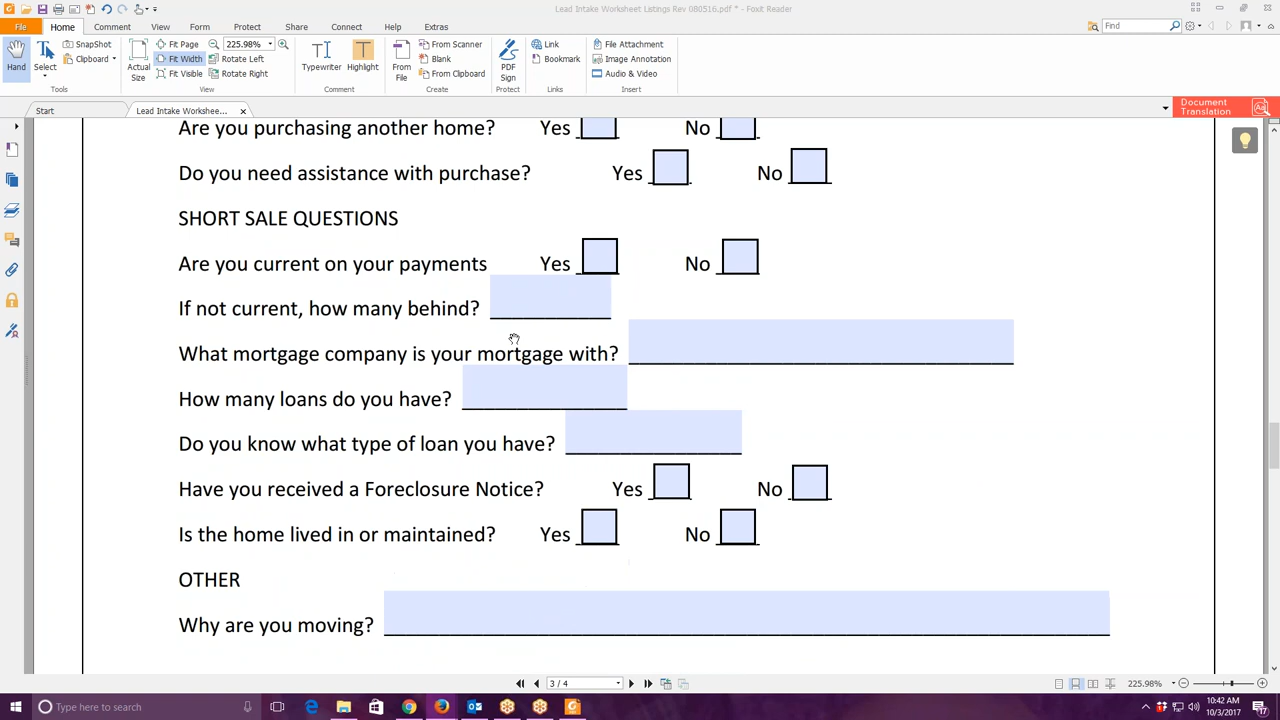 Lead Intake Worksheet Listings Rev 080516.pdf * - Foxit Reader
File Home Comment View Form Protect Share Connect Help Extras
Find
Hand
Select
SnapShot
Clipboard
Actual Size
Fit Page
Fit Width
Fit Visible
225.98%
Rotate Left
Rotate Right
Typewriter
Highlight
From File
From Scanner
Blank
From Clipboard
PDF Sign
Link
Bookmark
File Attachment
Image Annotation
Audio & Video
Tools View Comment Create Protect Links Insert
Start Lead Intake Workshee...
Document Translation
Are you purchasing another home? Yes No
Do you need assistance with purchase? Yes No
SHORT SALE QUESTIONS
Are you current on your payments Yes No
If not current, how many behind?
What mortgage company is your mortgage with?
How many loans do you have?
Do you know what type of loan you have?
Have you received a Foreclosure Notice? Yes No
Is the home lived in or maintained? Yes No
OTHER
Why are you moving?
3 / 4
225.98%
Type here to search
10:42 AM
10/3/2017
17